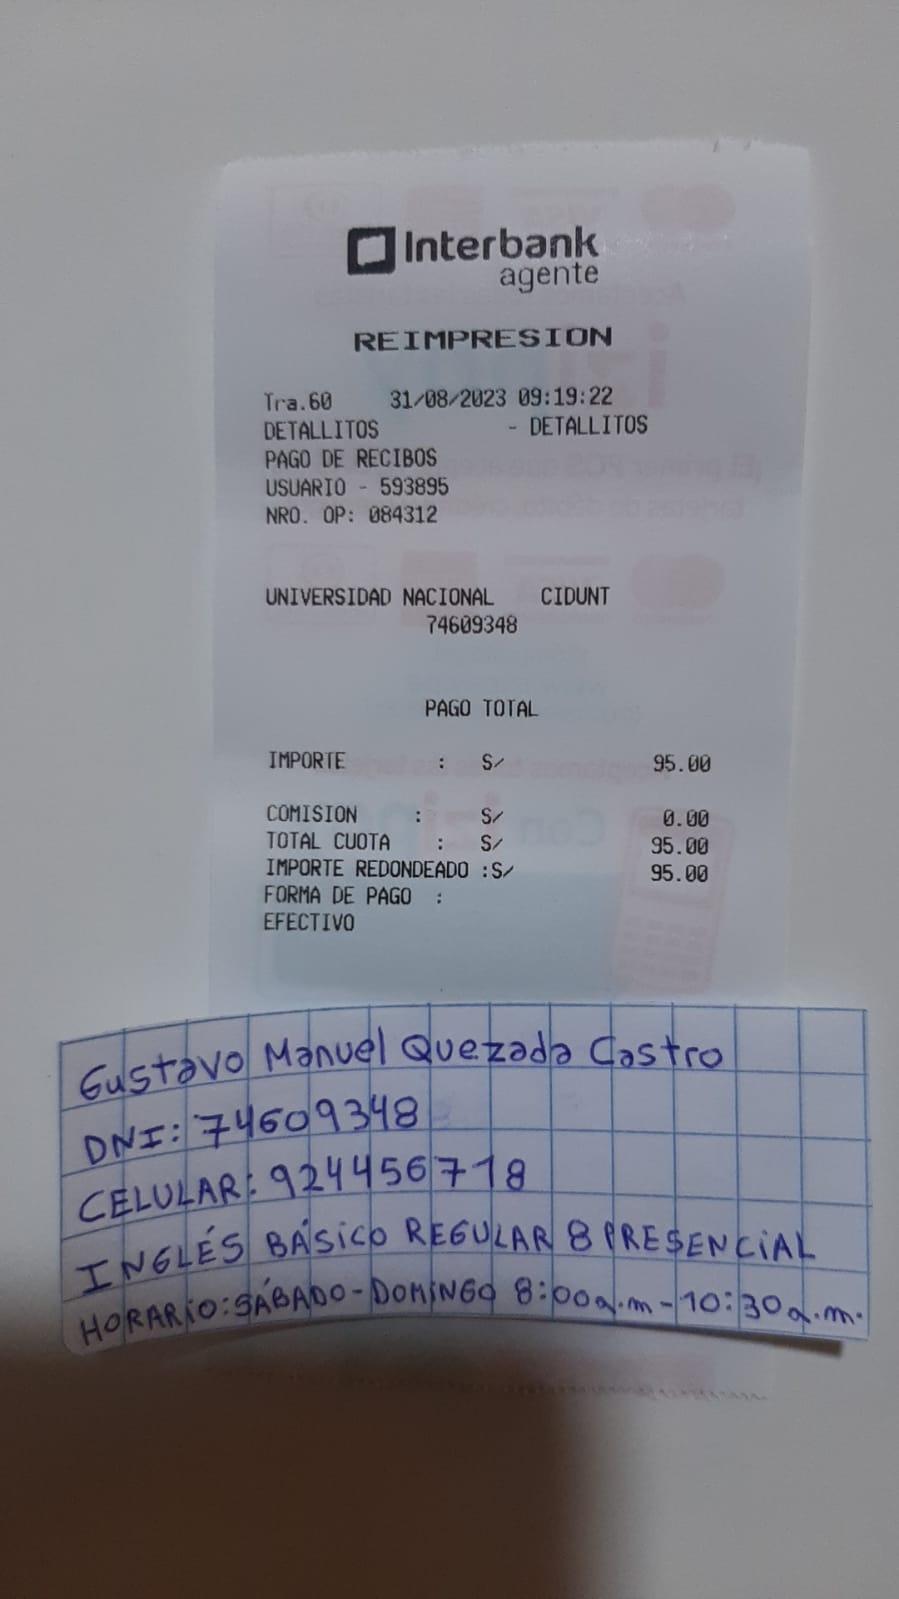 Interbank
agente
REIMPRESION
Tra.60 31/08/2023 09:19:22
DETALLITOS - DETALLITOS
PAGO DE RECIBOS
USUARIO - 593895
NRO. OP: 084312
UNIVERSIDAD NACIONAL CIDUNT
74609348
PAGO TOTAL
IMPORTE : S/ 95.00
COMISION : S/ 0.00
TOTAL CUOTA : S/ 95.00
IMPORTE REDONDEADO :S/ 95.00
FORMA DE PAGO :
EFECTIVO
Gustavo Manuel Quezada Castro
DNI: 74609348
CELULAR: 924456718
INGLÉS BÁSICO REGULAR 8 PRESENCIAL
HORARIO: SÁBADO-DOMINGO 8:00a.m-10:30a.m.